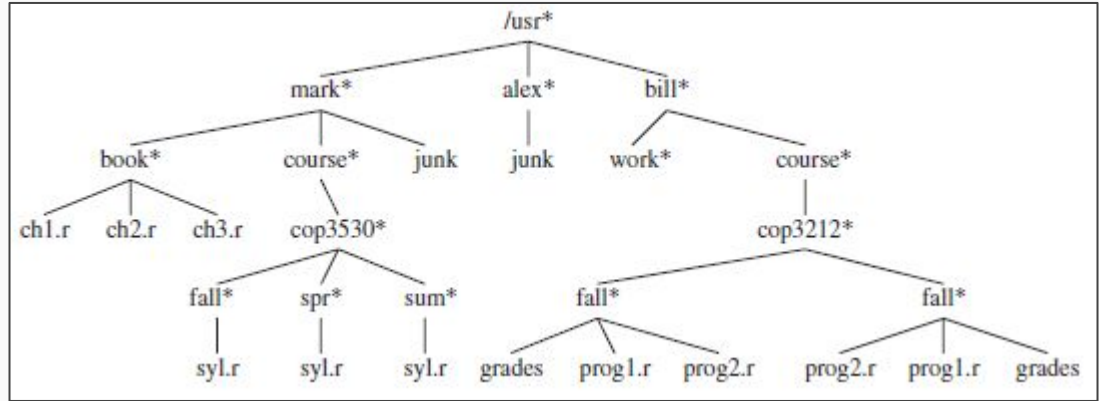 /usr*
mark* alex* bill*
book* course* junk junk work* course*
ch1.r ch2.r ch3.r cop3530* cop3212*
fall* spr* sum* fall* fall*
syl.r syl.r syl.r grades prog1.r prog2.r prog2.r prog1.r grades